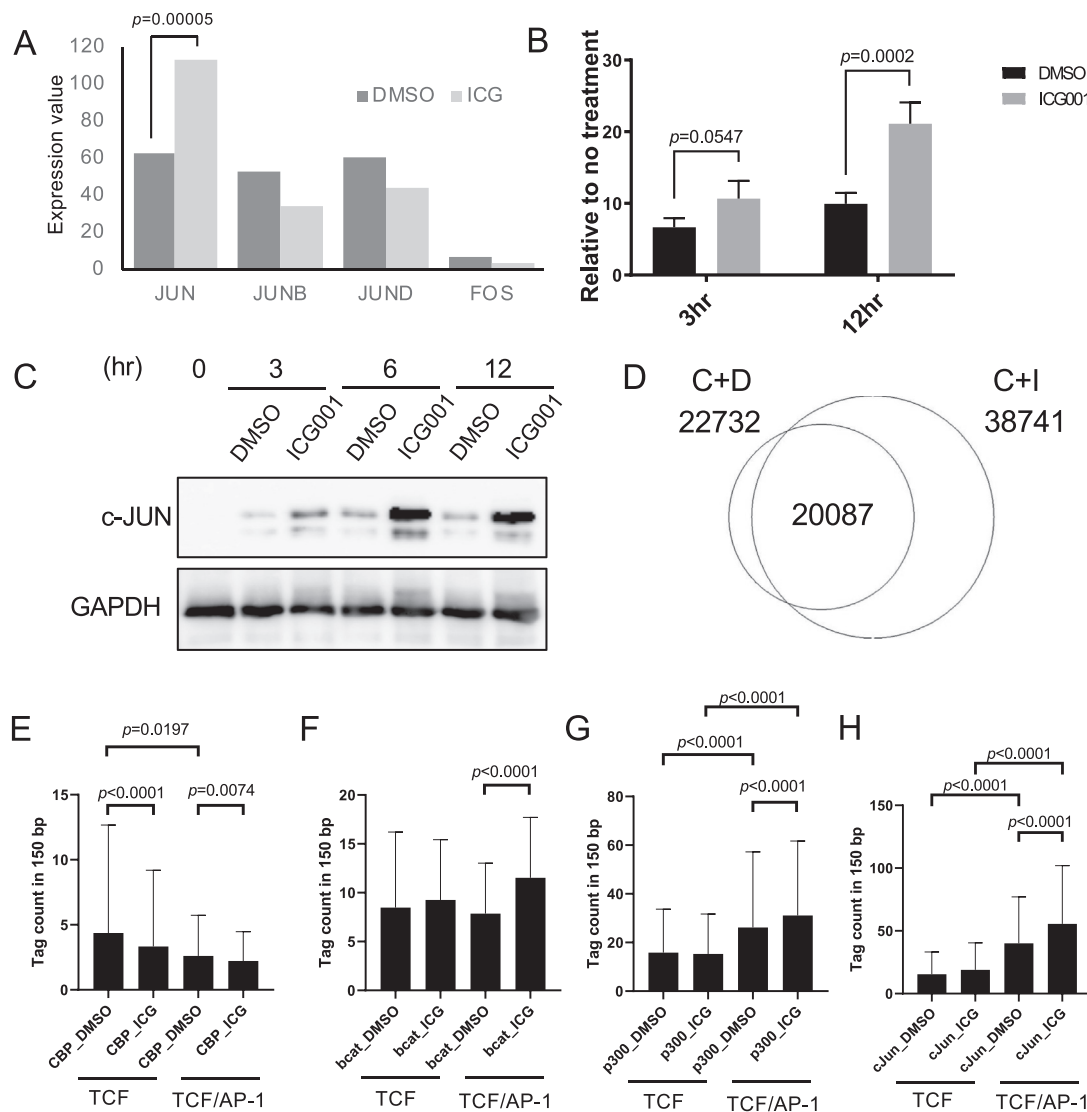 A
p=0.00005
Expression value
120
100
80
60
40
20
0
DMSO ICG
JUN JUNB JUND FOS
B
Relative to no treatment
40
30
20
10
0
p=0.0547
p=0.0002
DMSO
ICG001
3hr 12hr
C
(hr) 0 3 6 12
DMSO ICG001 DMSO ICG001 DMSO ICG001
c-JUN
GAPDH
D
C+D C+I
22732 38741
20087
E
p=0.0197
p<0.0001 p=0.0074
Tag count in 150 bp
15
10
5
0
CBP_DMSO CBP_ICG CBP_DMSO CBP_ICG
TCF TCF/AP-1
F
p<0.0001
Tag count in 150 bp
20
15
10
5
0
bcat_DMSO bcat_ICG bcat_DMSO bcat_ICG
TCF TCF/AP-1
G
p<0.0001
p<0.0001
p<0.0001
Tag count in 150 bp
80
60
40
20
0
p300_DMSO p300_ICG p300_DMSO p300_ICG
TCF TCF/AP-1
H
p<0.0001
p<0.0001
p<0.0001
Tag count in 150 bp
150
100
50
0
cJun_DMSO cJun_ICG cJun_DMSO cJun_ICG
TCF TCF/AP-1